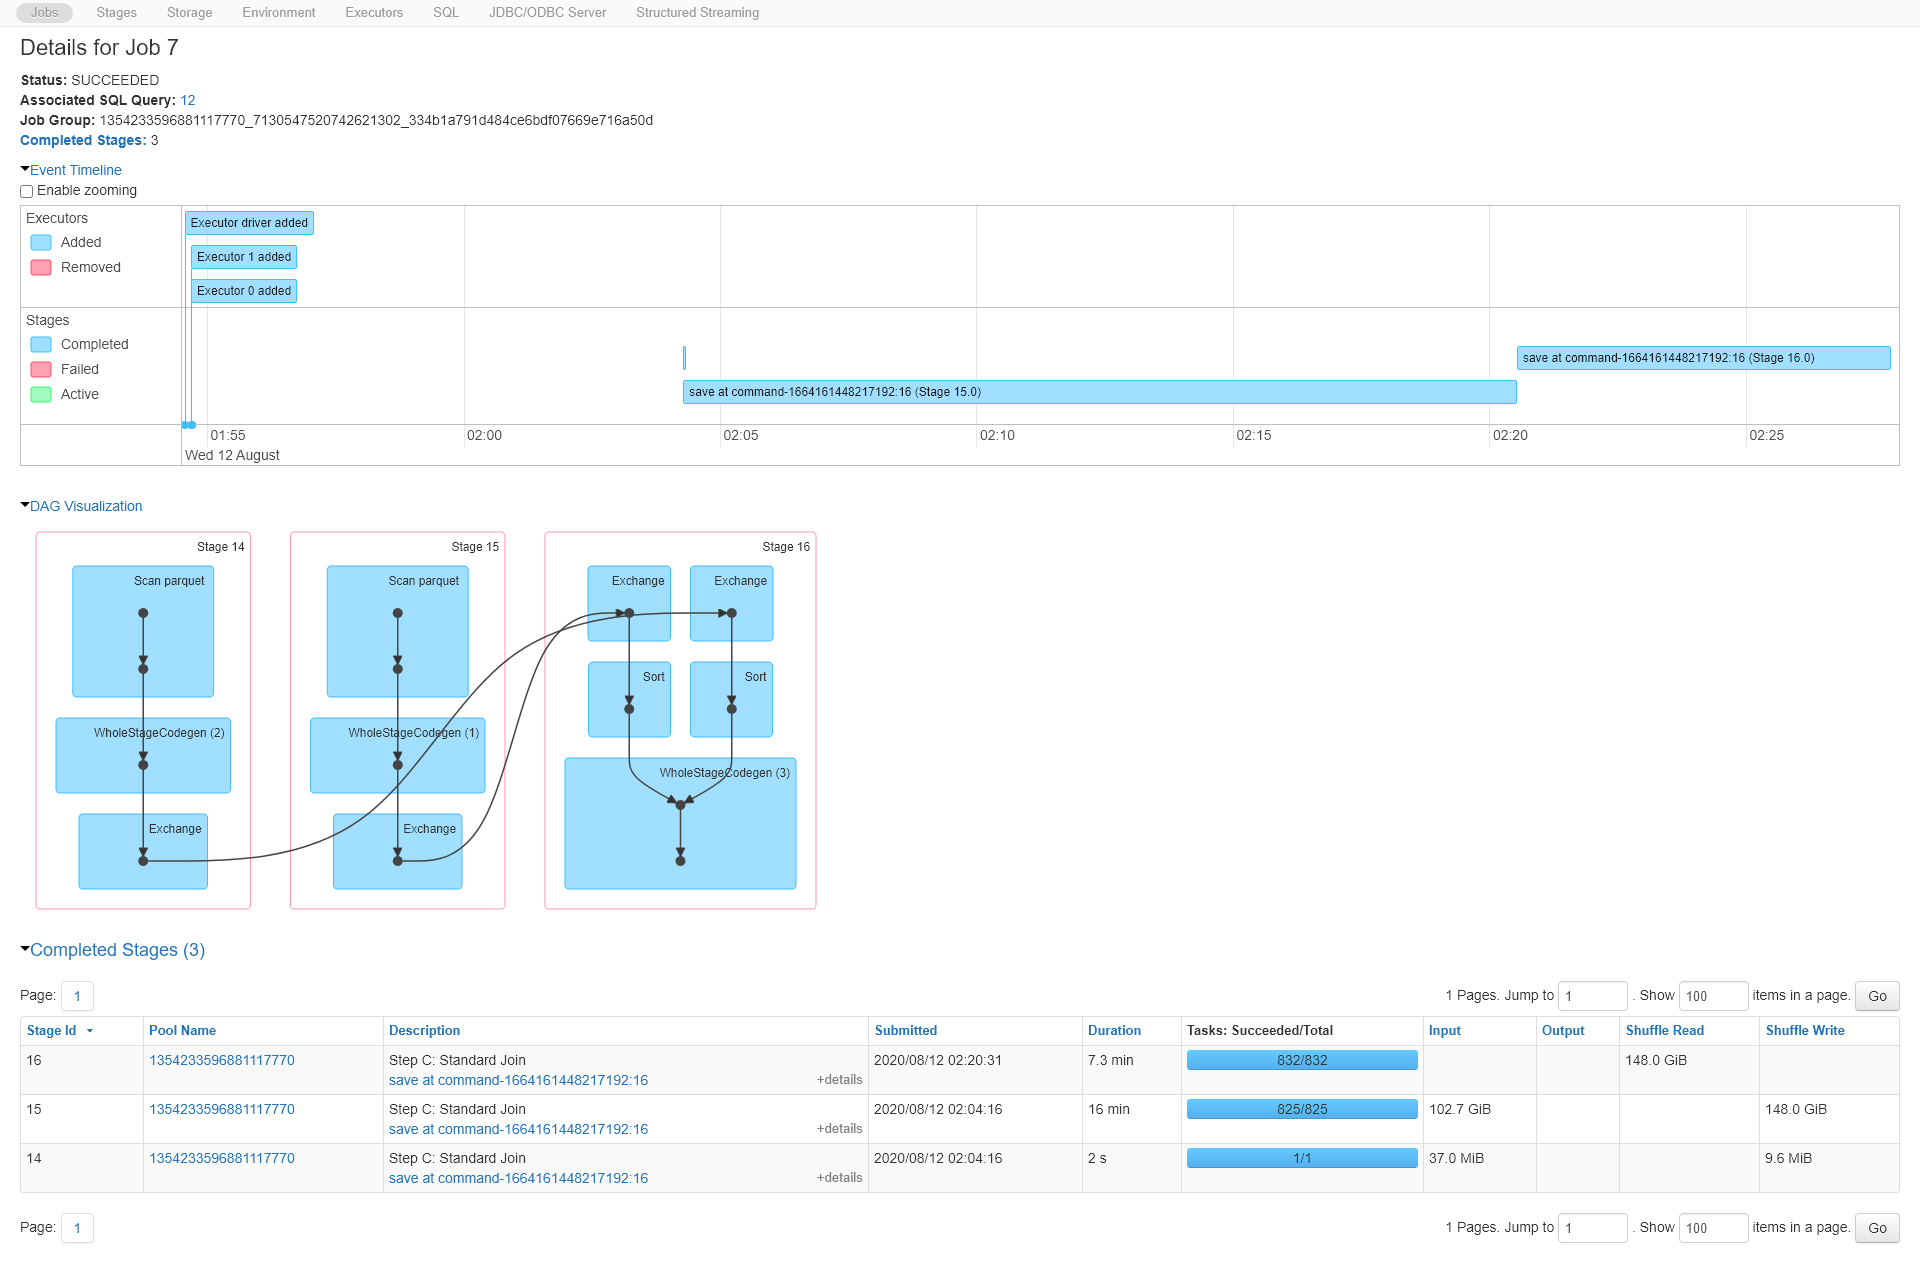 Jobs Stages Storage Environment Executors SQL JDBC/ODBC Server Structured Streaming
Details for Job 7
Status: SUCCEEDED
Associated SQL Query: 12
Job Group: 1354233596881117770_7130547520742621302_334b1a791d484ce6bdf07669e716a50d
Completed Stages: 3
Event Timeline
Enable zooming
Executors
Added
Removed
Executor driver added
Executor 1 added
Executor 0 added
Stages
Completed
Failed
Active
save at command-1664161448217192:16 (Stage 16.0)
save at command-1664161448217192:16 (Stage 15.0)
01:55 02:00 02:05 02:10 02:15 02:20 02:25
Wed 12 August
DAG Visualization
Stage 14
Scan parquet
WholeStageCodegen (2)
Exchange
Stage 15
Scan parquet
WholeStageCodegen (1)
Exchange
Stage 16
Exchange Exchange
Sort Sort
WholeStageCodegen (3)
Completed Stages (3)
Page: 1 1 Pages. Jump to 1 . Show 100 items in a page. Go
Stage Id Pool Name Description Submitted Duration Tasks: Succeeded/Total Input Output Shuffle Read Shuffle Write
16 1354233596881117770 Step C: Standard Join 2020/08/12 02:20:31 7.3 min 832/832 148.0 GiB
save at command-1664161448217192:16 +details
15 1354233596881117770 Step C: Standard Join 2020/08/12 02:04:16 16 min 825/825 102.7 GiB 148.0 GiB
save at command-1664161448217192:16 +details
14 1354233596881117770 Step C: Standard Join 2020/08/12 02:04:16 2 s 1/1 37.0 MiB 9.6 MiB
save at command-1664161448217192:16 +details
Page: 1 1 Pages. Jump to 1 . Show 100 items in a page. Go